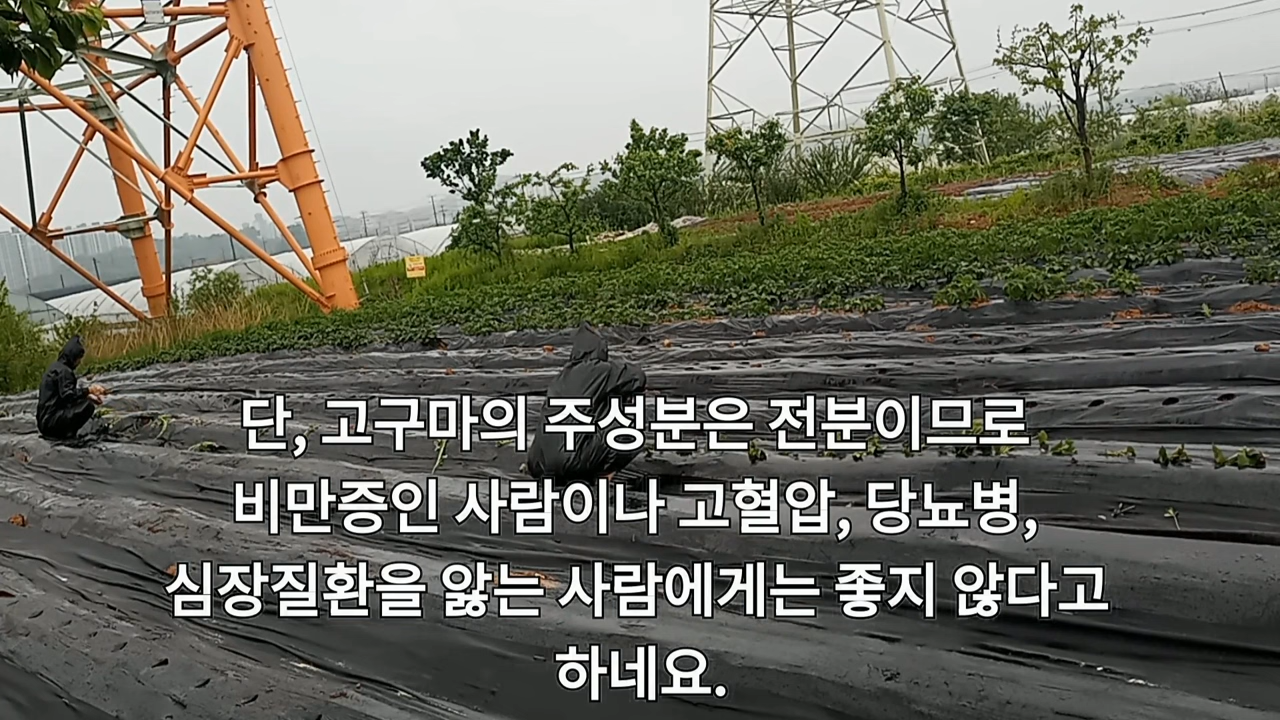 단, 고구마의 주성분은 전분이므로
비만증인 사람이나 고혈압, 당뇨병,
심장질환을 앓는 사람에게는 좋지 않다고
하네요.